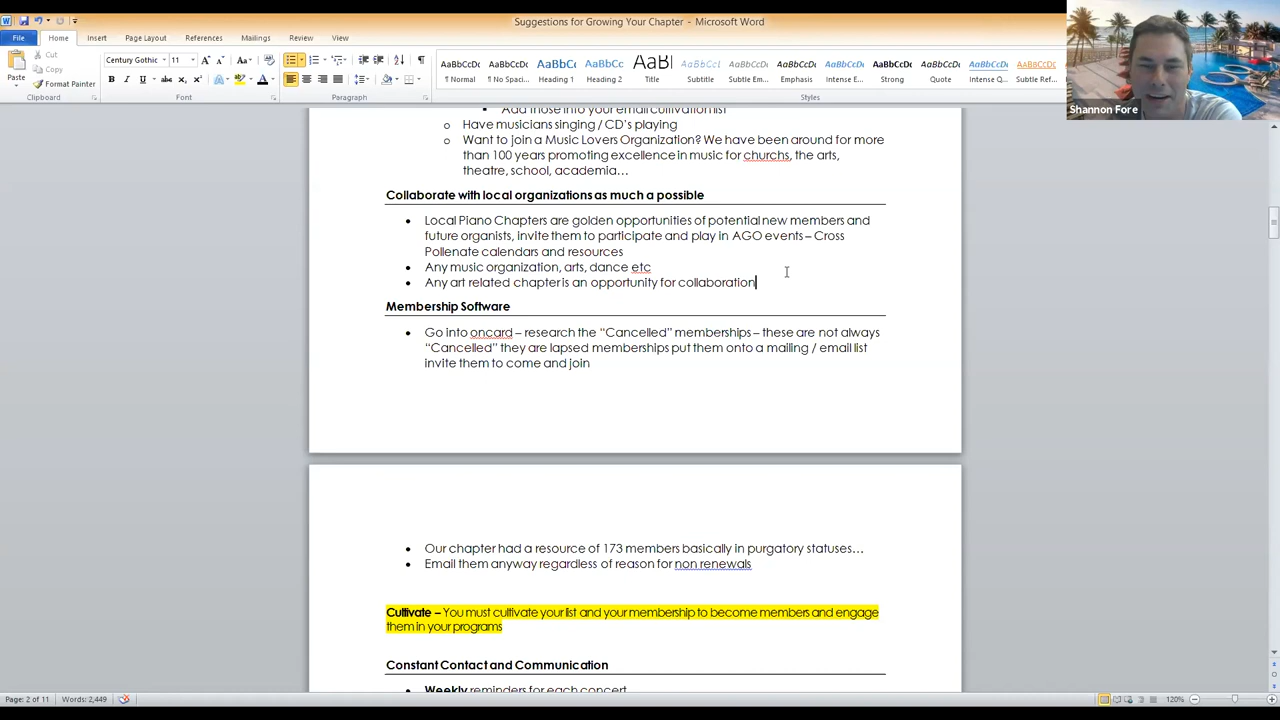 Suggestions for Growing Your Chapter - Microsoft Word
File Home Insert Page Layout References Mailings Review View
Cut
Copy
Format Painter
Paste
Clipboard
Century Gothic 11
Font
Paragraph
AaBbCcDc AaBbCcDc AaBbC( AaBbCc AaB| AaBbCcL AaBbCcDc AaBbCcDc AaBbCcDc AaBbCcDc AaBbCcDc AaBbCcDc AaBbCcDc
¶ Normal ¶ No Spaci... Heading 1 Heading 2 Title Subtitle Subtle Em... Emphasis Intense E... Strong Quote Intense Q... Subtle Ref...
Styles
Shannon Fore
Add those into your email cultivation list
Have musicians singing / CD's playing
Want to join a Music Lovers Organization? We have been around for more
than 100 years promoting excellence in music for churchs, the arts,
theatre, school, academia…
Collaborate with local organizations as much a possible
Local Piano Chapters are golden opportunities of potential new members and
future organists, invite them to participate and play in AGO events – Cross
Pollenate calendars and resources
Any music organization, arts, dance etc
Any art related chapter is an opportunity for collaboration
Membership Software
Go into oncard – research the "Cancelled" memberships – these are not always
"Cancelled" they are lapsed memberships put them onto a mailing / email list
invite them to come and join
Our chapter had a resource of 173 members basically in purgatory statuses…
Email them anyway regardless of reason for non renewals
Cultivate – You must cultivate your list and your membership to become members and engage
them in your programs
Constant Contact and Communication
Weekly reminders for each concert
Page: 2 of 11 Words: 2,449 120%